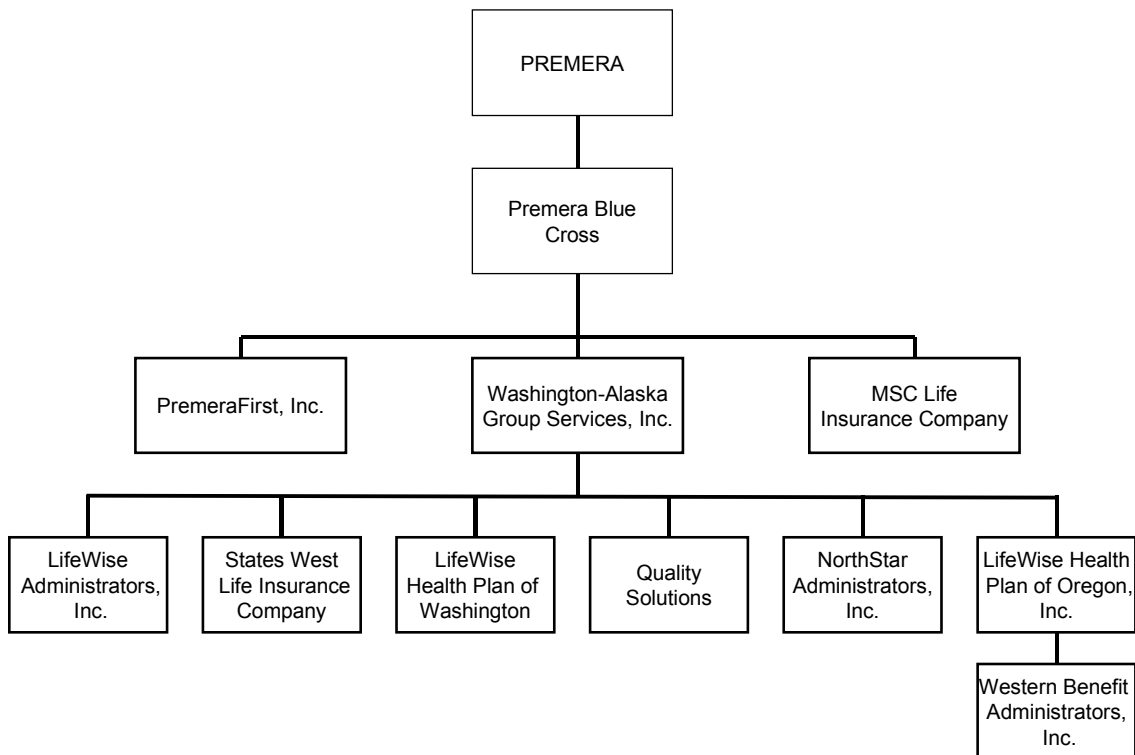 PREMERA
Premera Blue
Cross
PremeraFirst, Inc.
Washington-Alaska
Group Services, Inc.
MSC Life
Insurance Company
LifeWise
Administrators,
Inc.
States West
Life Insurance
Company
LifeWise
Health Plan of
Washington
Quality
Solutions
NorthStar
Administrators,
Inc.
LifeWise Health
Plan of Oregon,
Inc.
Western Benefit
Administrators,
Inc.